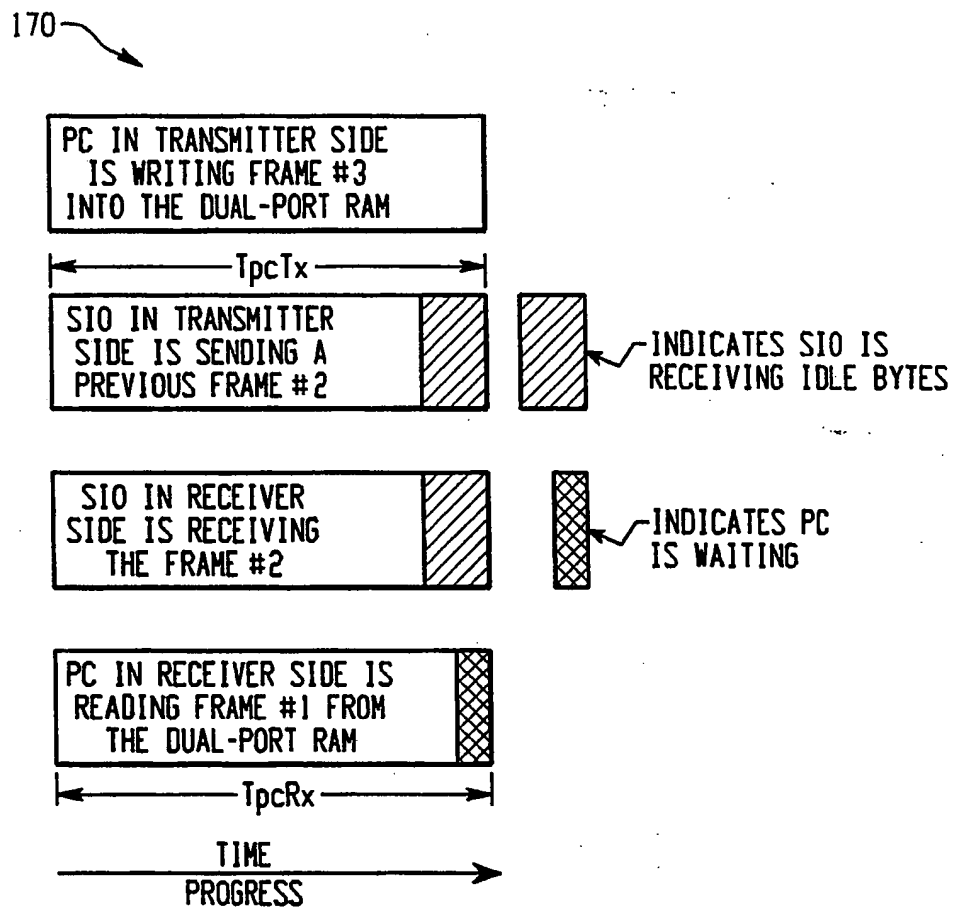 170
PC IN TRANSMITTER SIDE
IS WRITING FRAME #3
INTO THE DUAL-PORT RAM
TpcTx
SIO IN TRANSMITTER
SIDE IS SENDING A
PREVIOUS FRAME #2
INDICATES SIO IS
RECEIVING IDLE BYTES
SIO IN RECEIVER
SIDE IS RECEIVING
THE FRAME #2
INDICATES PC
IS WAITING
PC IN RECEIVER SIDE IS
READING FRAME #1 FROM
THE DUAL-PORT RAM
TpcRx
TIME
PROGRESS